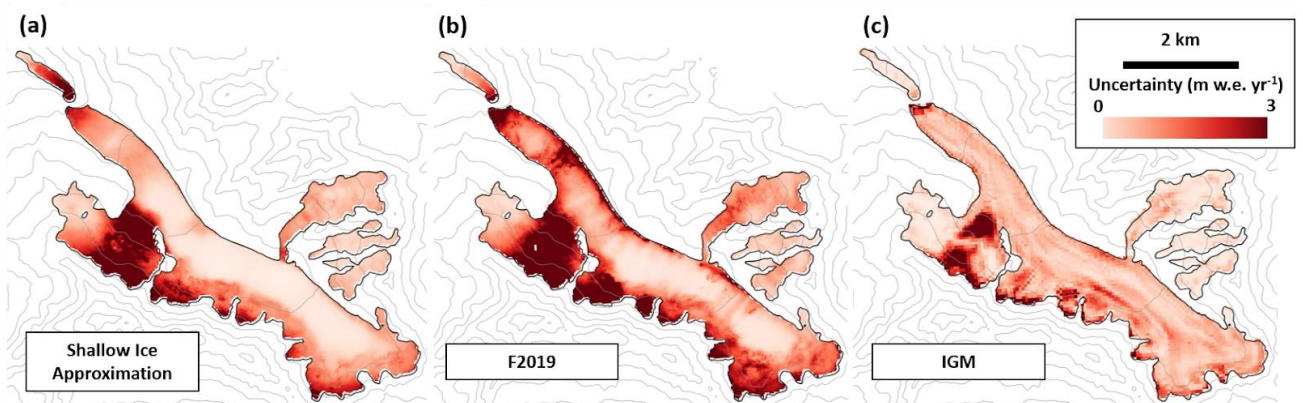 (a)
(b)
(c)
2 km
Uncertainty (m w.e. yr-1)
0 3
Shallow Ice
Approximation
F2019
IGM